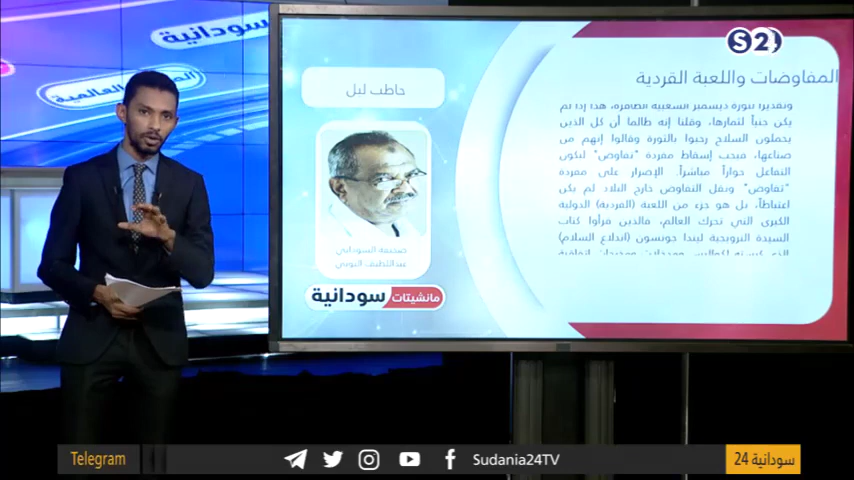 سودانية
العالمية
S24
المفاوضات واللعبة القردية
وتقديراً لثورة ديسمبر الشعبية الظافرة، هذا إذا لم
يكن جنياً لثمارها، وقلنا إنه طالما أن كل الذين
يحملون السلاح رحبوا بالثورة وقالوا إنهم من
صناعها، فيجب إسقاط مفردة "تفاوض" لتكون
التفاعل حواراً مباشراً. الإصرار على مفردة
"تفاوض" ونقل التفاوض خارج البلاد لم يكن
اعتباطاً، بل هو جزء من اللعبة (القردية) الدولية
الكبرى التي تحرك العالم، فالذين قرأوا كتاب
السيدة النرويجية ليندا جونسون (اندلاع السلام)
حاطب ليل
صحيفة السوداني
عبداللطيف البوني
مانشيتات سودانية
Telegram
Sudania24TV
سودانية 24